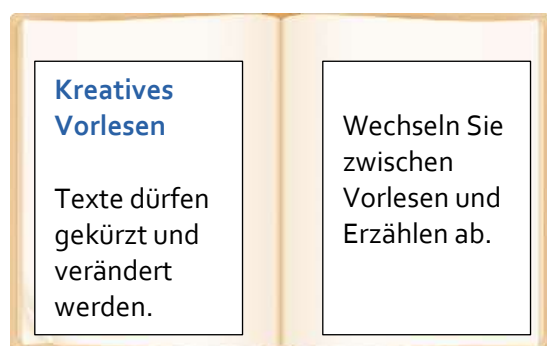 Kreatives
Vorlesen
Texte dürfen
gekürzt und
verändert
werden.
Wechseln Sie
zwischen
Vorlesen und
Erzählen ab.